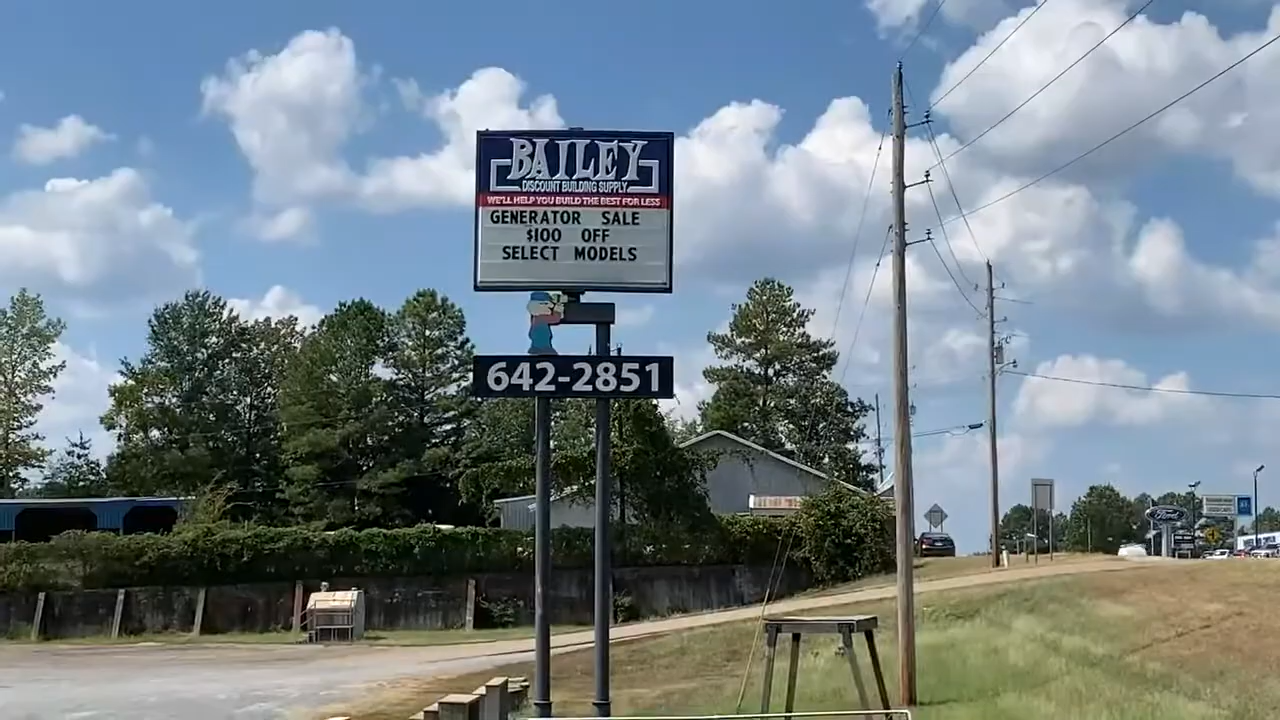 BAILEY
DISCOUNT BUILDING SUPPLY
WE'LL HELP YOU BUILD THE BEST FOR LESS
GENERATOR SALE
$100 OFF
SELECT MODELS
642-2851
Ford